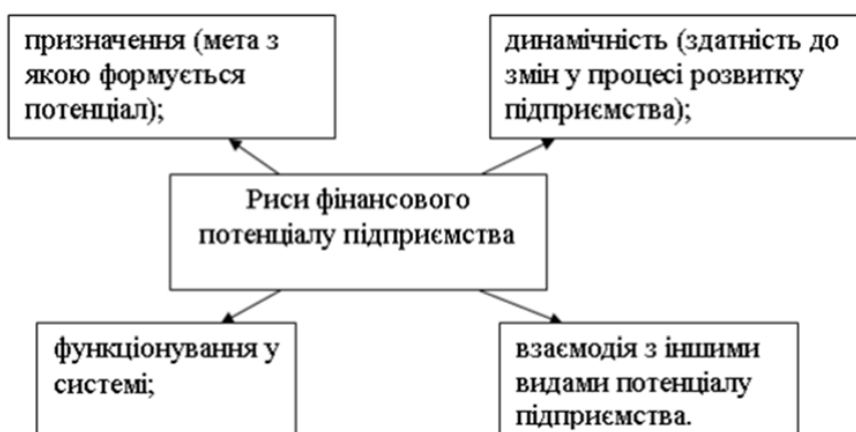 призначення (мета з
якою формується
потенціал);
динамічність (здатність до
змін у процесі розвитку
підприємства);
Риси фінансового
потенціалу підприємства
функціонування у
системі;
взаємодія з іншими
видами потенціалу
підприємства.